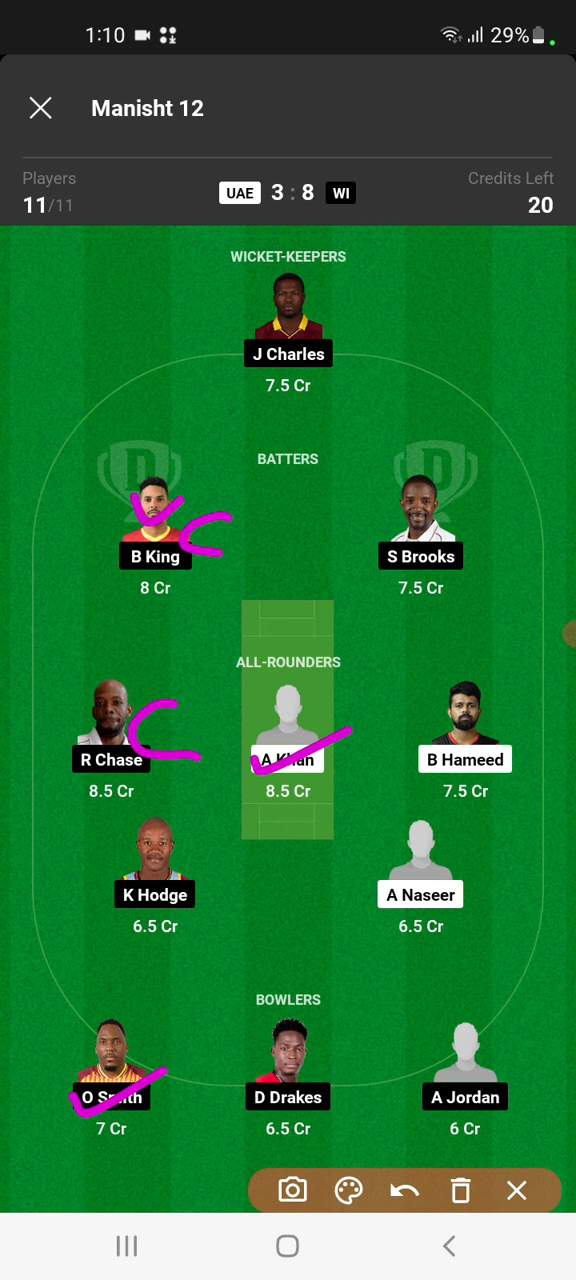 1:10 29%
Manisht 12
Players Credits Left
11/11 UAE 3 : 8 WI 20
WICKET-KEEPERS
J Charles
7.5 Cr
BATTERS
B King S Brooks
8 Cr 7.5 Cr
ALL-ROUNDERS
R Chase A Khan B Hameed
8.5 Cr 8.5 Cr 7.5 Cr
K Hodge A Naseer
6.5 Cr 6.5 Cr
BOWLERS
O Smith D Drakes A Jordan
7 Cr 6.5 Cr 6 Cr